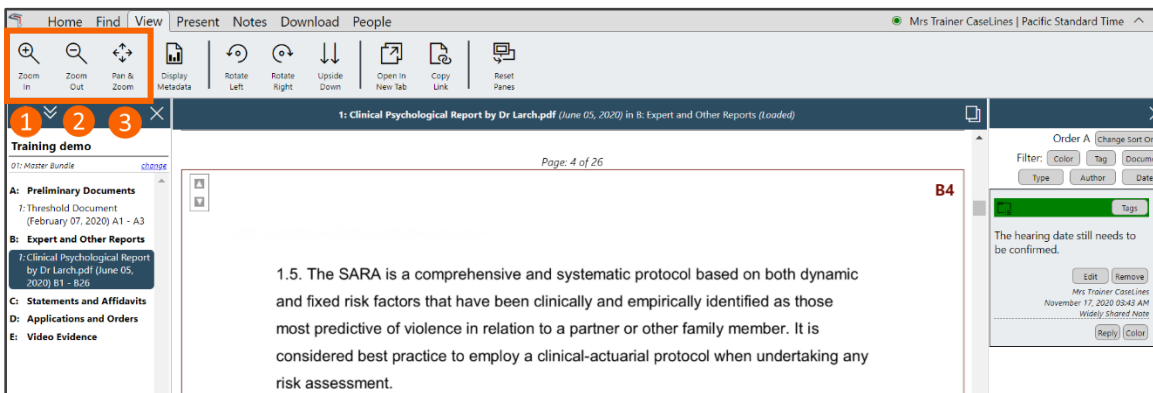 Home Find View Present Notes Download People
Mrs Trainer CaseLines | Pacific Standard Time
Zoom In
Zoom Out
Pan & Zoom
Display Metadata
Rotate Left
Rotate Right
Upside Down
Open In New Tab
Copy Link
Reset Panes
1 2 3
Training demo
01: Master Bundle change
A: Preliminary Documents
1: Threshold Document
(February 07, 2020) A1 - A3
B: Expert and Other Reports
1: Clinical Psychological Report
by Dr Larch.pdf (June 05,
2020) B1 - B26
C: Statements and Affidavits
D: Applications and Orders
E: Video Evidence
1: Clinical Psychological Report by Dr Larch.pdf (June 05, 2020) in B: Expert and Other Reports (Loaded)
Page: 4 of 26
B4
1.5. The SARA is a comprehensive and systematic protocol based on both dynamic
and fixed risk factors that have been clinically and empirically identified as those
most predictive of violence in relation to a partner or other family member. It is
considered best practice to employ a clinical-actuarial protocol when undertaking any
risk assessment.
Order A Change Sort Or
Filter: Color Tag Docume
Type Author Date
Tags
The hearing date still needs to
be confirmed.
Edit Remove
Mrs Trainer CaseLines
November 17, 2020 03:43 AM
Widely Shared Note
Reply Color